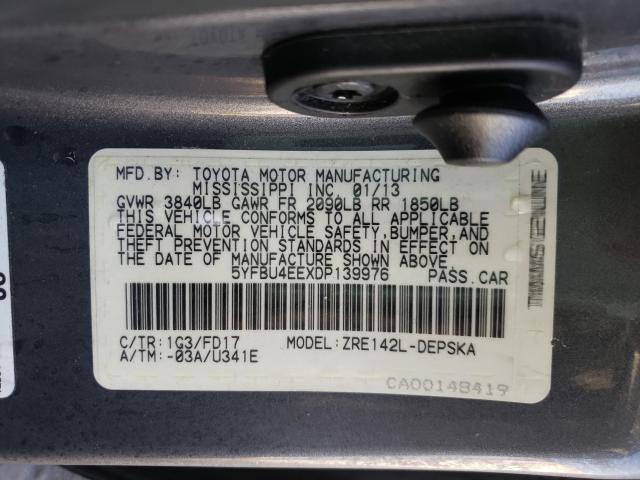 MFD.BY: TOYOTA MOTOR MANUFACTURING
MISSISSIPPI INC 01/13
GVWR 3840LB GAWR FR 2090LB RR 1850LB
THIS VEHICLE CONFORMS TO ALL APPLICABLE
FEDERAL MOTOR VEHICLE SAFETY,BUMPER,AND
THEFT PREVENTION STANDARDS IN EFFECT ON
THE DATE OF MANUFACTURE SHOWN ABOVE.
5YFBU4EEXDP139976 PASS.CAR
C/TR:1G3/FD17 MODEL:ZRE142L-DEPSKA
A/TM:-03A/U341E
CA00148419